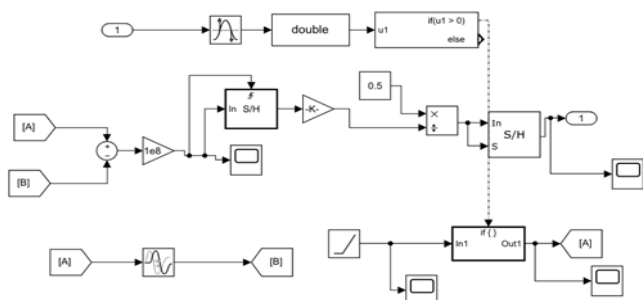 1
double
u1
if(u1 > 0)
else
[A]
[B]
+
−
1e8
In
S/H
-K-
0.5
×
÷
In
S
S/H
1
[A]
[B]
if { }
In1
Out1
[A]